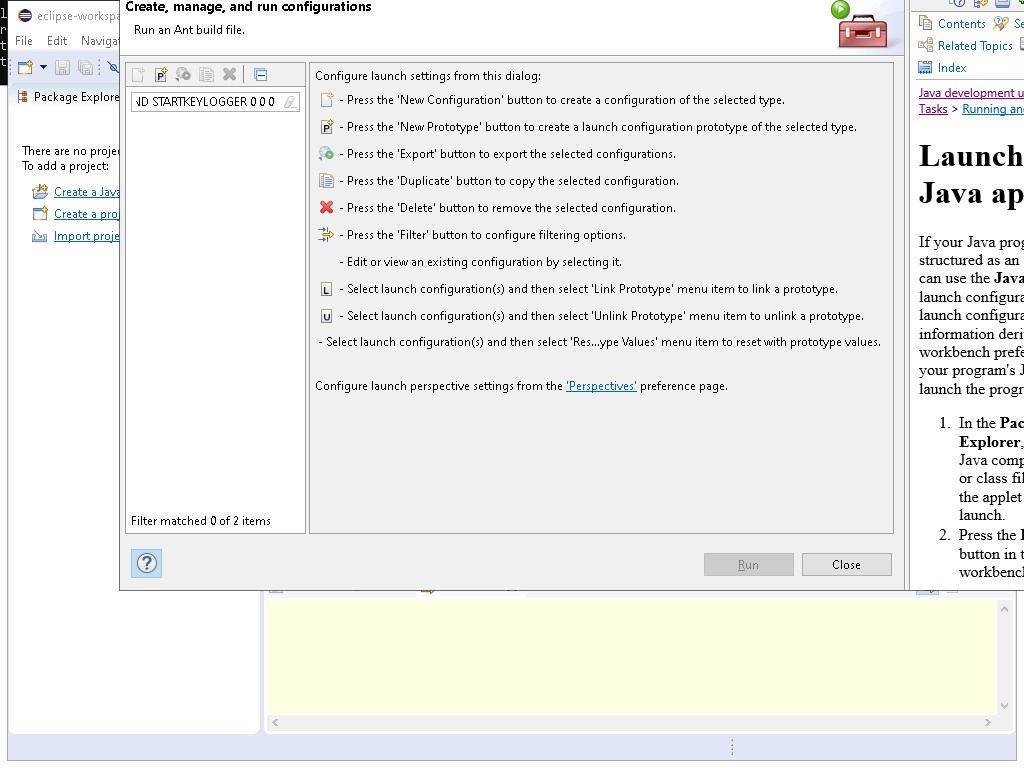 eclipse-workspa
File Edit Navigat
Package Explore
There are no projec
To add a project:
Create a Java
Create a proj
Import proje
Create, manage, and run configurations
Run an Ant build file.
ND STARTKEYLOGGER 0 0 0
Filter matched 0 of 2 items
Configure launch settings from this dialog:
- Press the 'New Configuration' button to create a configuration of the selected type.
- Press the 'New Prototype' button to create a launch configuration prototype of the selected type.
- Press the 'Export' button to export the selected configurations.
- Press the 'Duplicate' button to copy the selected configuration.
- Press the 'Delete' button to remove the selected configuration.
- Press the 'Filter' button to configure filtering options.
- Edit or view an existing configuration by selecting it.
L - Select launch configuration(s) and then select 'Link Prototype' menu item to link a prototype.
U - Select launch configuration(s) and then select 'Unlink Prototype' menu item to unlink a prototype.
- Select launch configuration(s) and then select 'Res...ype Values' menu item to reset with prototype values.
Configure launch perspective settings from the 'Perspectives' preference page.
Run
Close
Contents Se
Related Topics
Index
Java development u
Tasks > Running an
Launch
Java ap
If your Java prog
structured as an
can use the Java
launch configura
launch configura
information deri
workbench prefe
your program's J
launch the progr
1. In the Pac
Explorer,
Java comp
or class fil
the applet
launch.
2. Press the
button in t
workbench